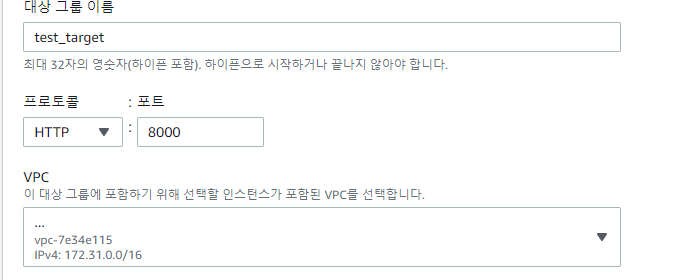 대상 그룹 이름
test_target
최대 32자의 영숫자(하이픈 포함). 하이픈으로 시작하거나 끝나지 않아야 합니다.
프로토콜 : 포트
HTTP : 8000
VPC
이 대상 그룹에 포함하기 위해 선택할 인스턴스가 포함된 VPC를 선택합니다.
...
vpc-7e34e115
IPv4: 172.31.0.0/16